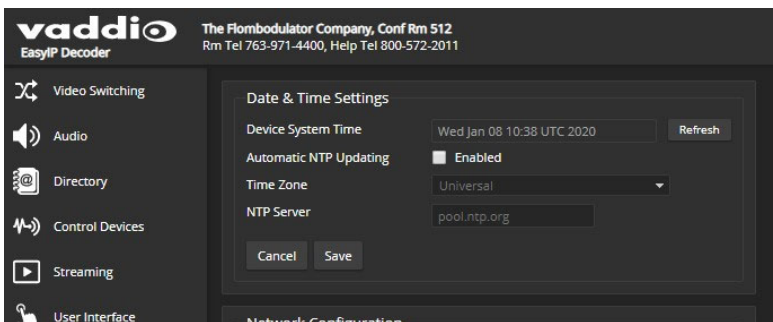 vaddio
EasyIP Decoder
The Flombodulator Company, Conf Rm 512
Rm Tel 763-971-4400, Help Tel 800-572-2011
Video Switching
Audio
Directory
Control Devices
Streaming
User Interface
Date & Time Settings
Device System Time Wed Jan 08 10:38 UTC 2020 Refresh
Automatic NTP Updating Enabled
Time Zone Universal
NTP Server pool.ntp.org
Cancel Save
Network Configuration